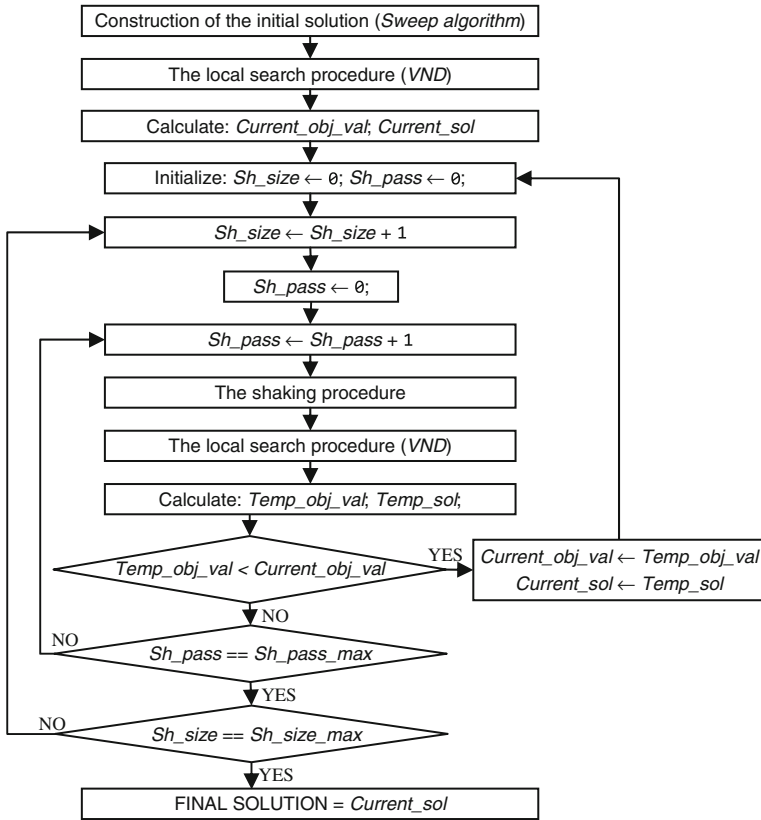 Construction of the initial solution (Sweep algorithm)
The local search procedure (VND)
Calculate: Current_obj_val; Current_sol
Initialize: Sh_size ← 0; Sh_pass ← 0;
Sh_size ← Sh_size + 1
Sh_pass ← 0;
Sh_pass ← Sh_pass + 1
The shaking procedure
The local search procedure (VND)
Calculate: Temp_obj_val; Temp_sol;
Temp_obj_val < Current_obj_val
YES
Current_obj_val ← Temp_obj_val
Current_sol ← Temp_sol
NO
NO
Sh_pass == Sh_pass_max
YES
NO
Sh_size == Sh_size_max
YES
FINAL SOLUTION = Current_sol